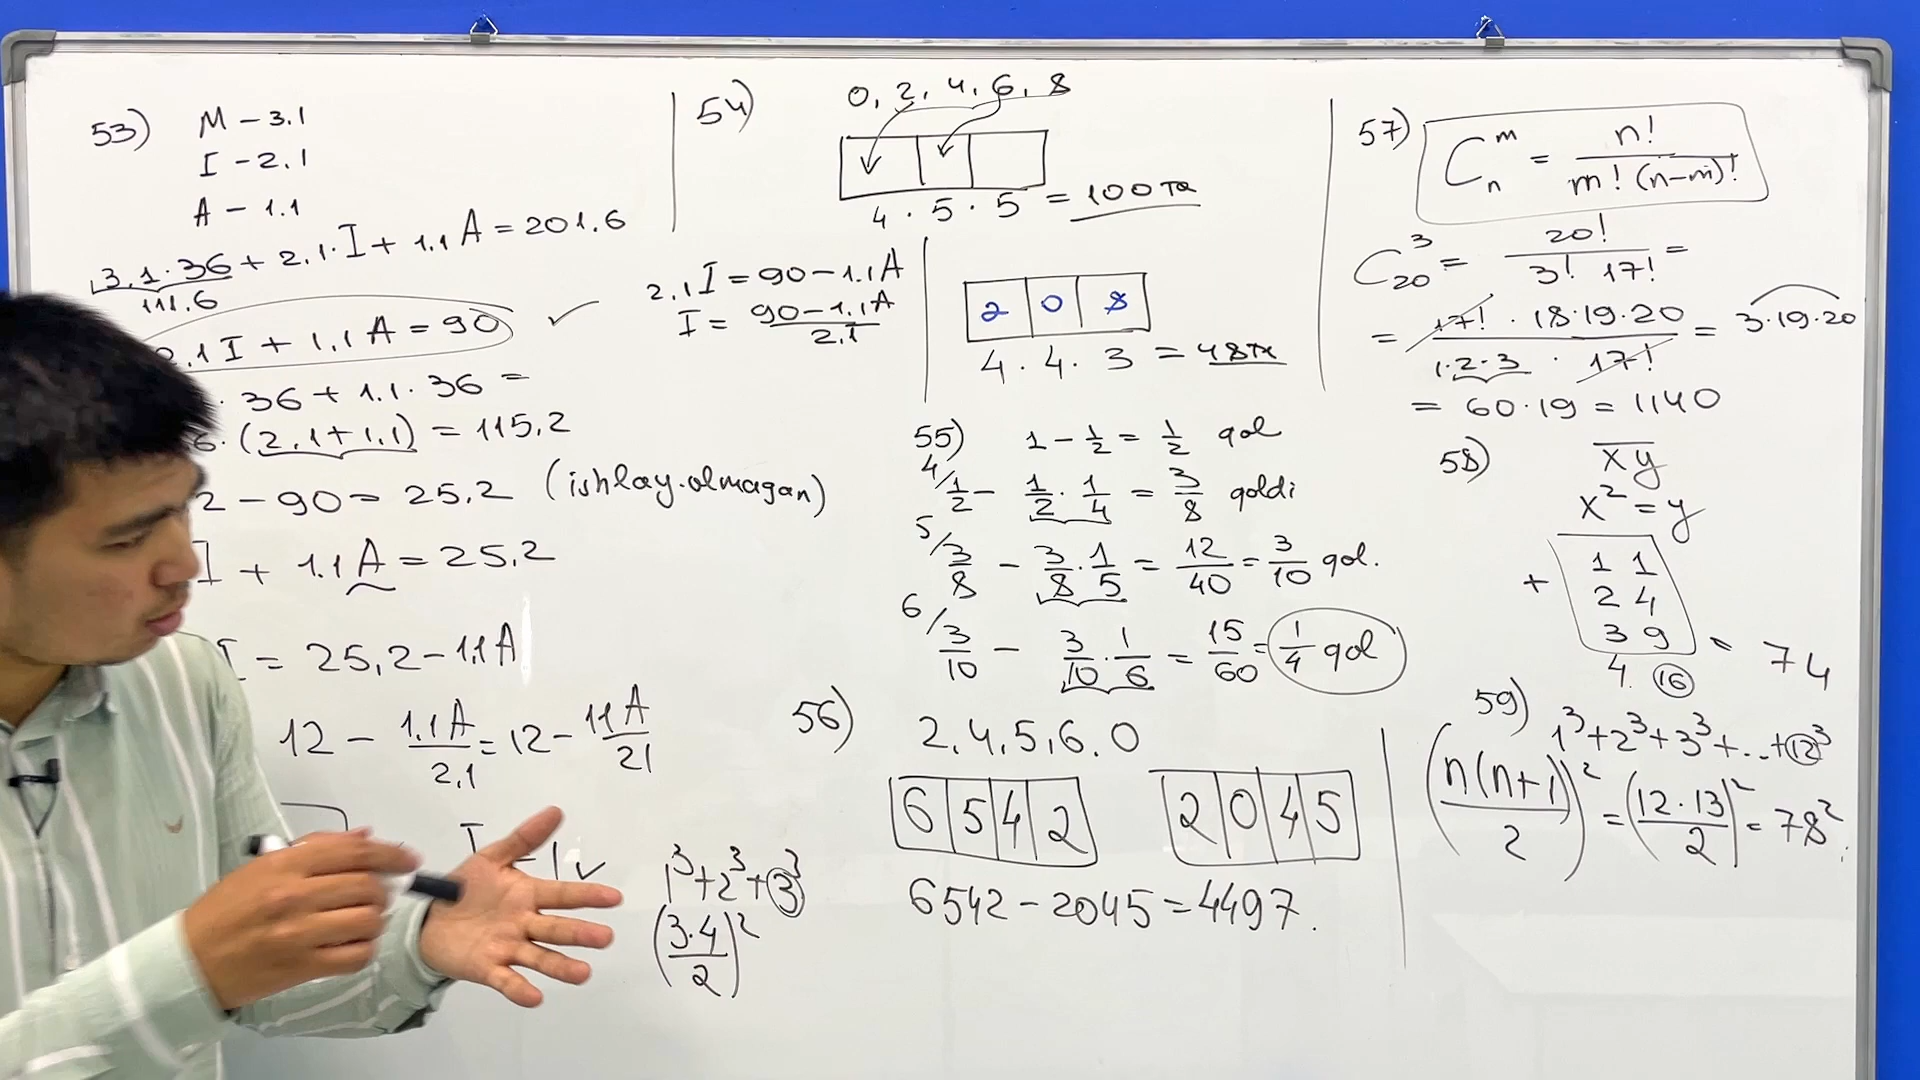 53) M - 3.1
I - 2.1
A - 1.1
3.1 · 36 + 2.1 · I + 1.1 A = 201.6
111.6
2.1 I + 1.1 A = 90
· 36 + 1.1 · 36 =
6 · (2.1 + 1.1) = 115,2
2 - 90 = 25,2 (ishlay.olmagan)
I + 1.1 A = 25,2
I = 25,2 - 1.1 A
12 - 1.1A/2,1 = 12 - 11A/21
1³ + 2³ + 3³
(3·4/2)²
2.1 I = 90 - 1.1 A
I = 90 - 1.1 A/2.1
54) 0, 2, 4, 6, 8
4 · 5 · 5 = 100 та
2 0 8
4 · 4 · 3 = 48 та
55) 1 - 1/2 = 1/2 qol
4/ 1/2 - 1/2 · 1/4 = 3/8 qoldi
5/ 3/8 - 3/8 · 1/5 = 12/40 = 3/10 qol.
6/ 3/10 - 3/10 · 1/6 = 15/60 = 1/4 qol
56) 2, 4, 5, 6, 0
6 5 4 2 2 0 4 5
6542 - 2045 = 4497.
57) Cₙᵐ = n!/m! (n-m)!
C₂₀³ = 20!/3! 17! =
= 17! · 18·19·20/1·2·3 · 17! = 3·19·20
= 60·19 = 1140
58) x̅y̅
x² = y
1 1
+ 2 4
3 9 = 74
4. 16
59) 1³ + 2³ + 3³ + ... + 12³
(n(n+1)/2)² = (12·13/2)² = 78²